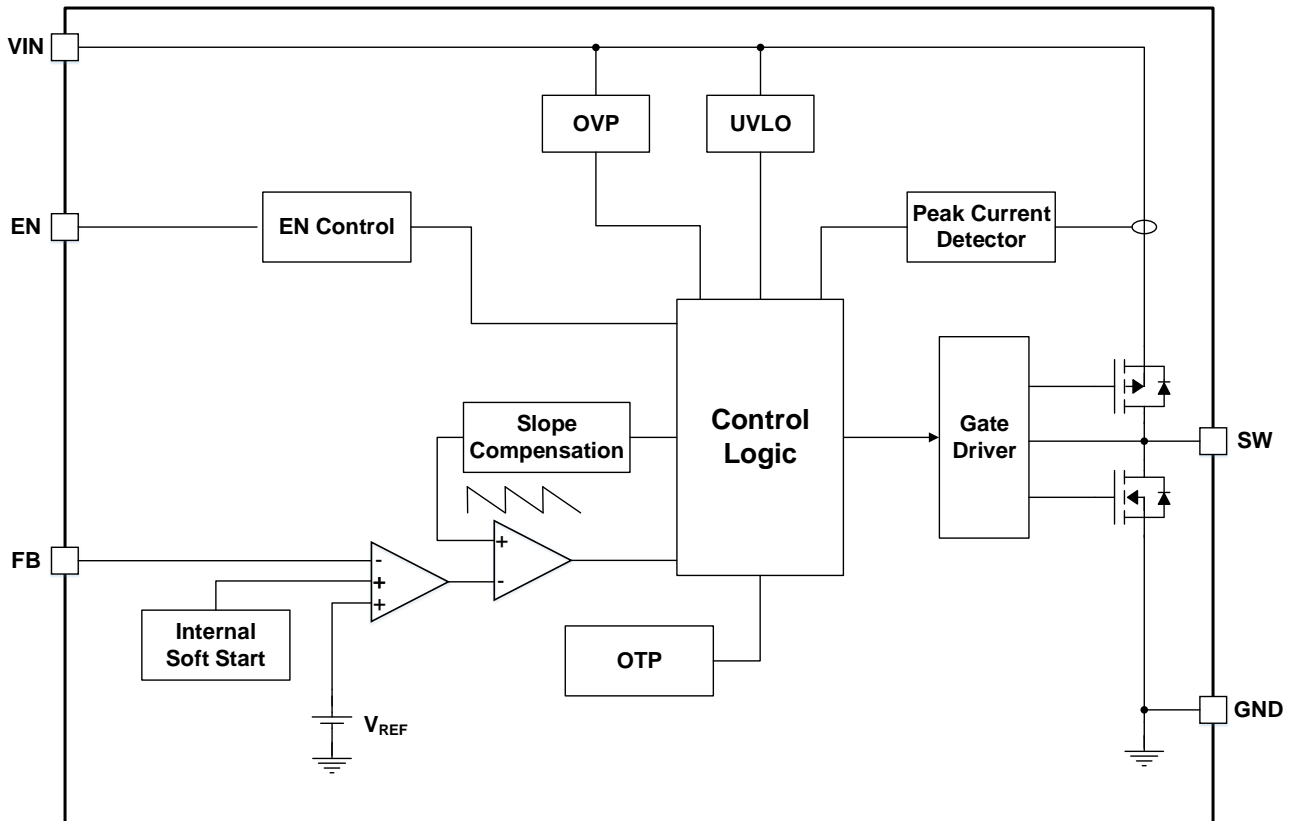 VIN
OVP
UVLO
EN
EN Control
Peak Current
Detector
Slope
Compensation
Control
Logic
Gate
Driver
SW
FB
-
+
+
+
-
Internal
Soft Start
OTP
VREF
GND